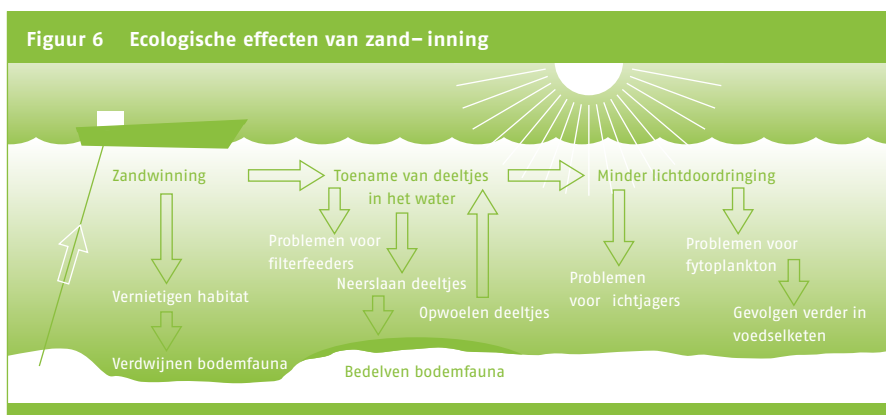 Figuur 6 Ecologische effecten van zand– inning
Zandwinning
Toename van deeltjes
in het water
Minder lichtdoordringing
Problemen voor
filterfeeders
Neerslaan deeltjes
Opwoelen deeltjes
Problemen
voor ichtjagers
Problemen voor
fytoplankton
Gevolgen verder in
voedselketen
Vernietigen habitat
Verdwijnen bodemfauna
Bedelven bodemfauna